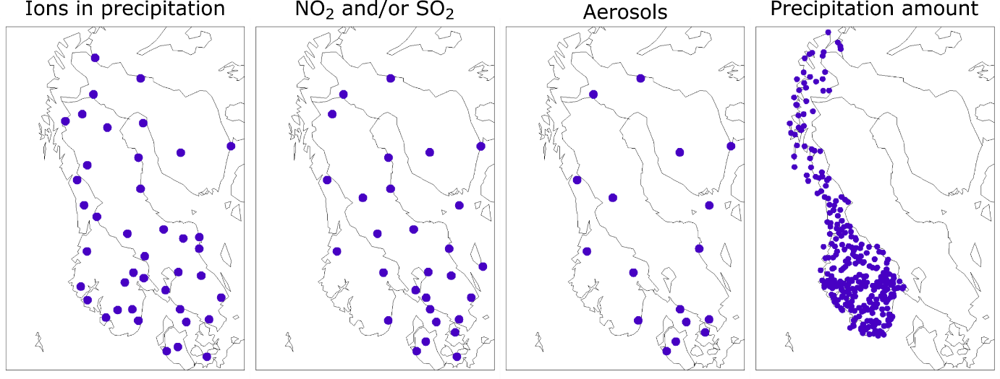 Ions in precipitation
NO₂ and/or SO₂
Aerosols
Precipitation amount